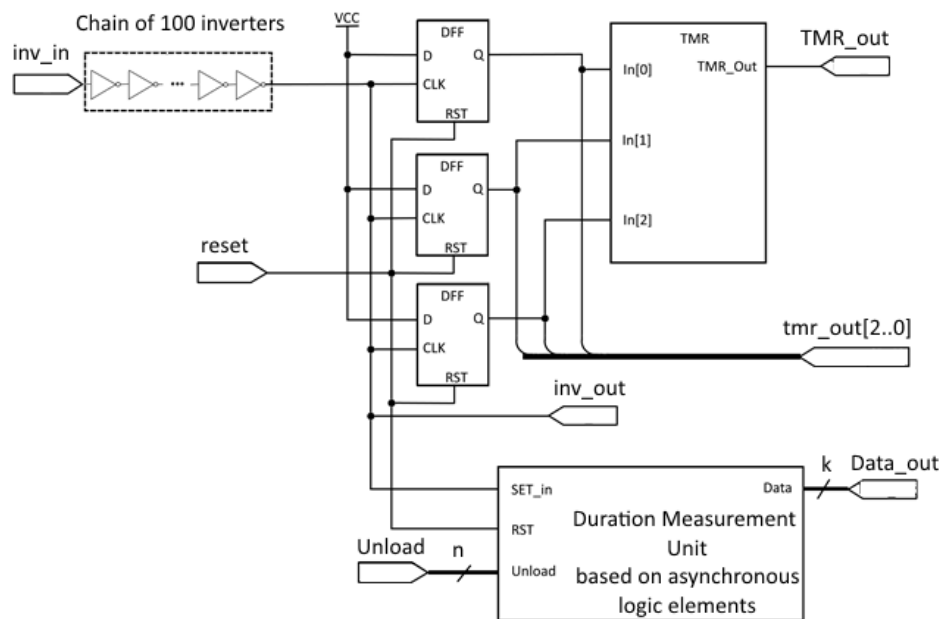 Chain of 100 inverters
inv_in
VCC
DFF
D
Q
CLK
RST
TMR
In[0]
TMR_Out
In[1]
In[2]
TMR_out
DFF
D
Q
CLK
RST
reset
DFF
D
Q
CLK
RST
tmr_out[2..0]
inv_out
SET_in
Data
k
Data_out
RST
Duration Measurement
Unit
based on asynchronous
logic elements
Unload
n
Unload